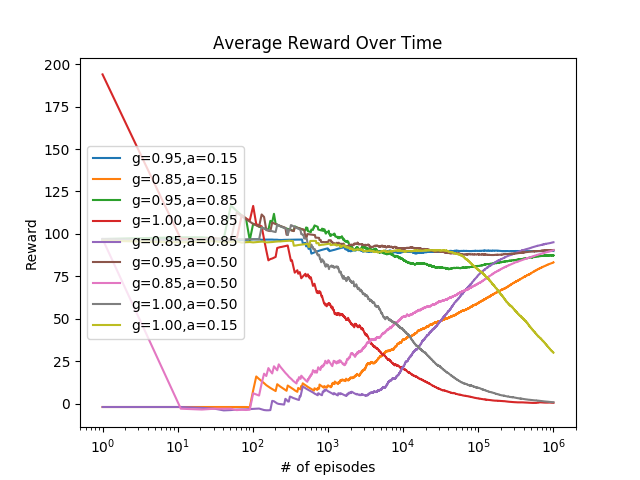 Average Reward Over Time
Reward
200
175
150
125
100
75
50
25
0
g=0.95,a=0.15
g=0.85,a=0.15
g=0.95,a=0.85
g=1.00,a=0.85
g=0.85,a=0.85
g=0.95,a=0.50
g=0.85,a=0.50
g=1.00,a=0.50
g=1.00,a=0.15
10⁰ 10¹ 10² 10³ 10⁴ 10⁵ 10⁶
# of episodes